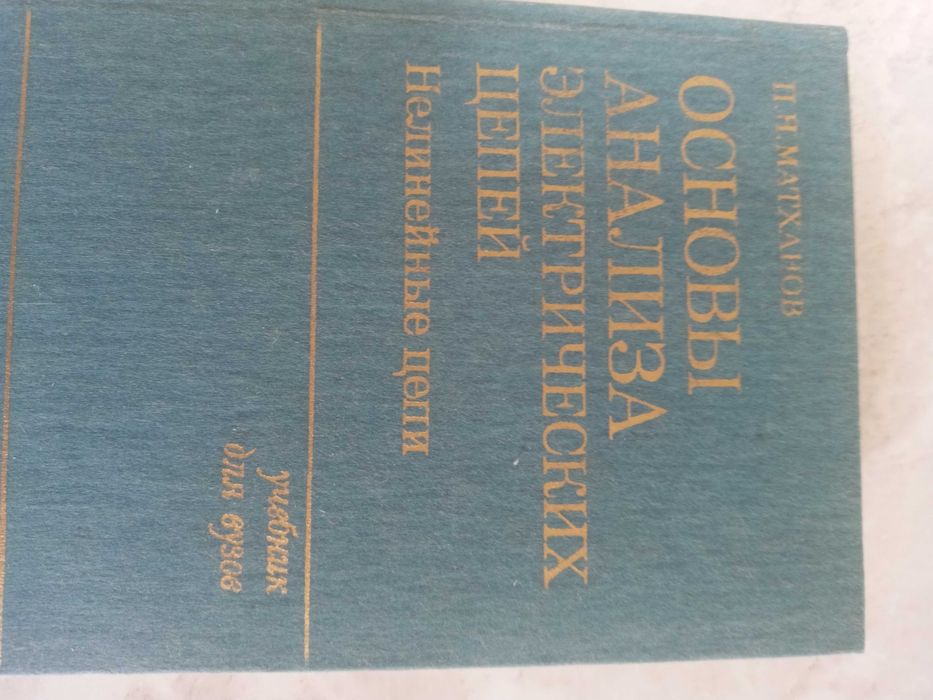 П.Н.МАТХАНОВ
ОСНОВЫ
АНАЛИЗА
ЭЛЕКТРИЧЕСКИХ
ЦЕПЕЙ
Нелинейные цепи
учебник
для вузов